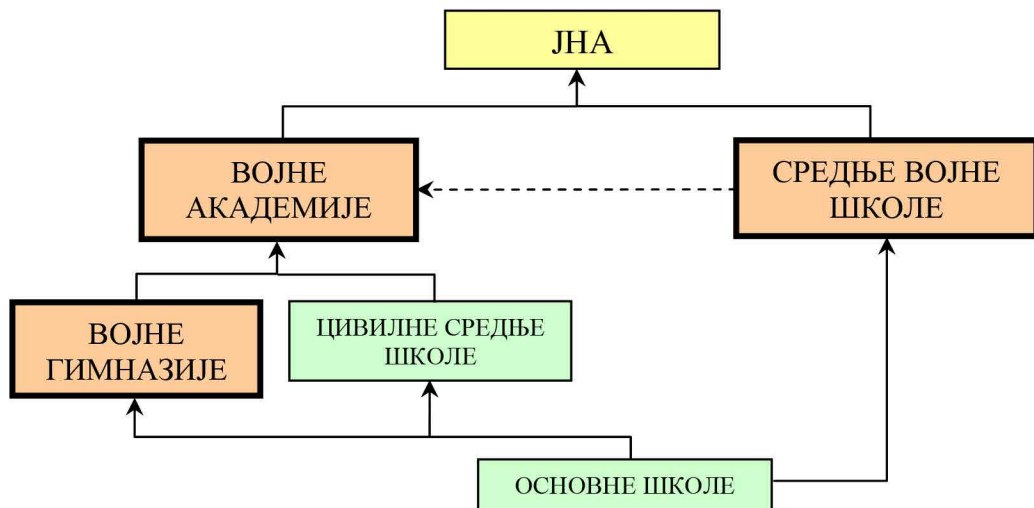 ЈНА
ВОЈНЕ
АКАДЕМИЈЕ
СРЕДЊЕ ВОЈНЕ
ШКОЛЕ
ВОЈНЕ
ГИМНАЗИЈЕ
ЦИВИЛНЕ СРЕДЊЕ
ШКОЛЕ
ОСНОВНЕ ШКОЛЕ